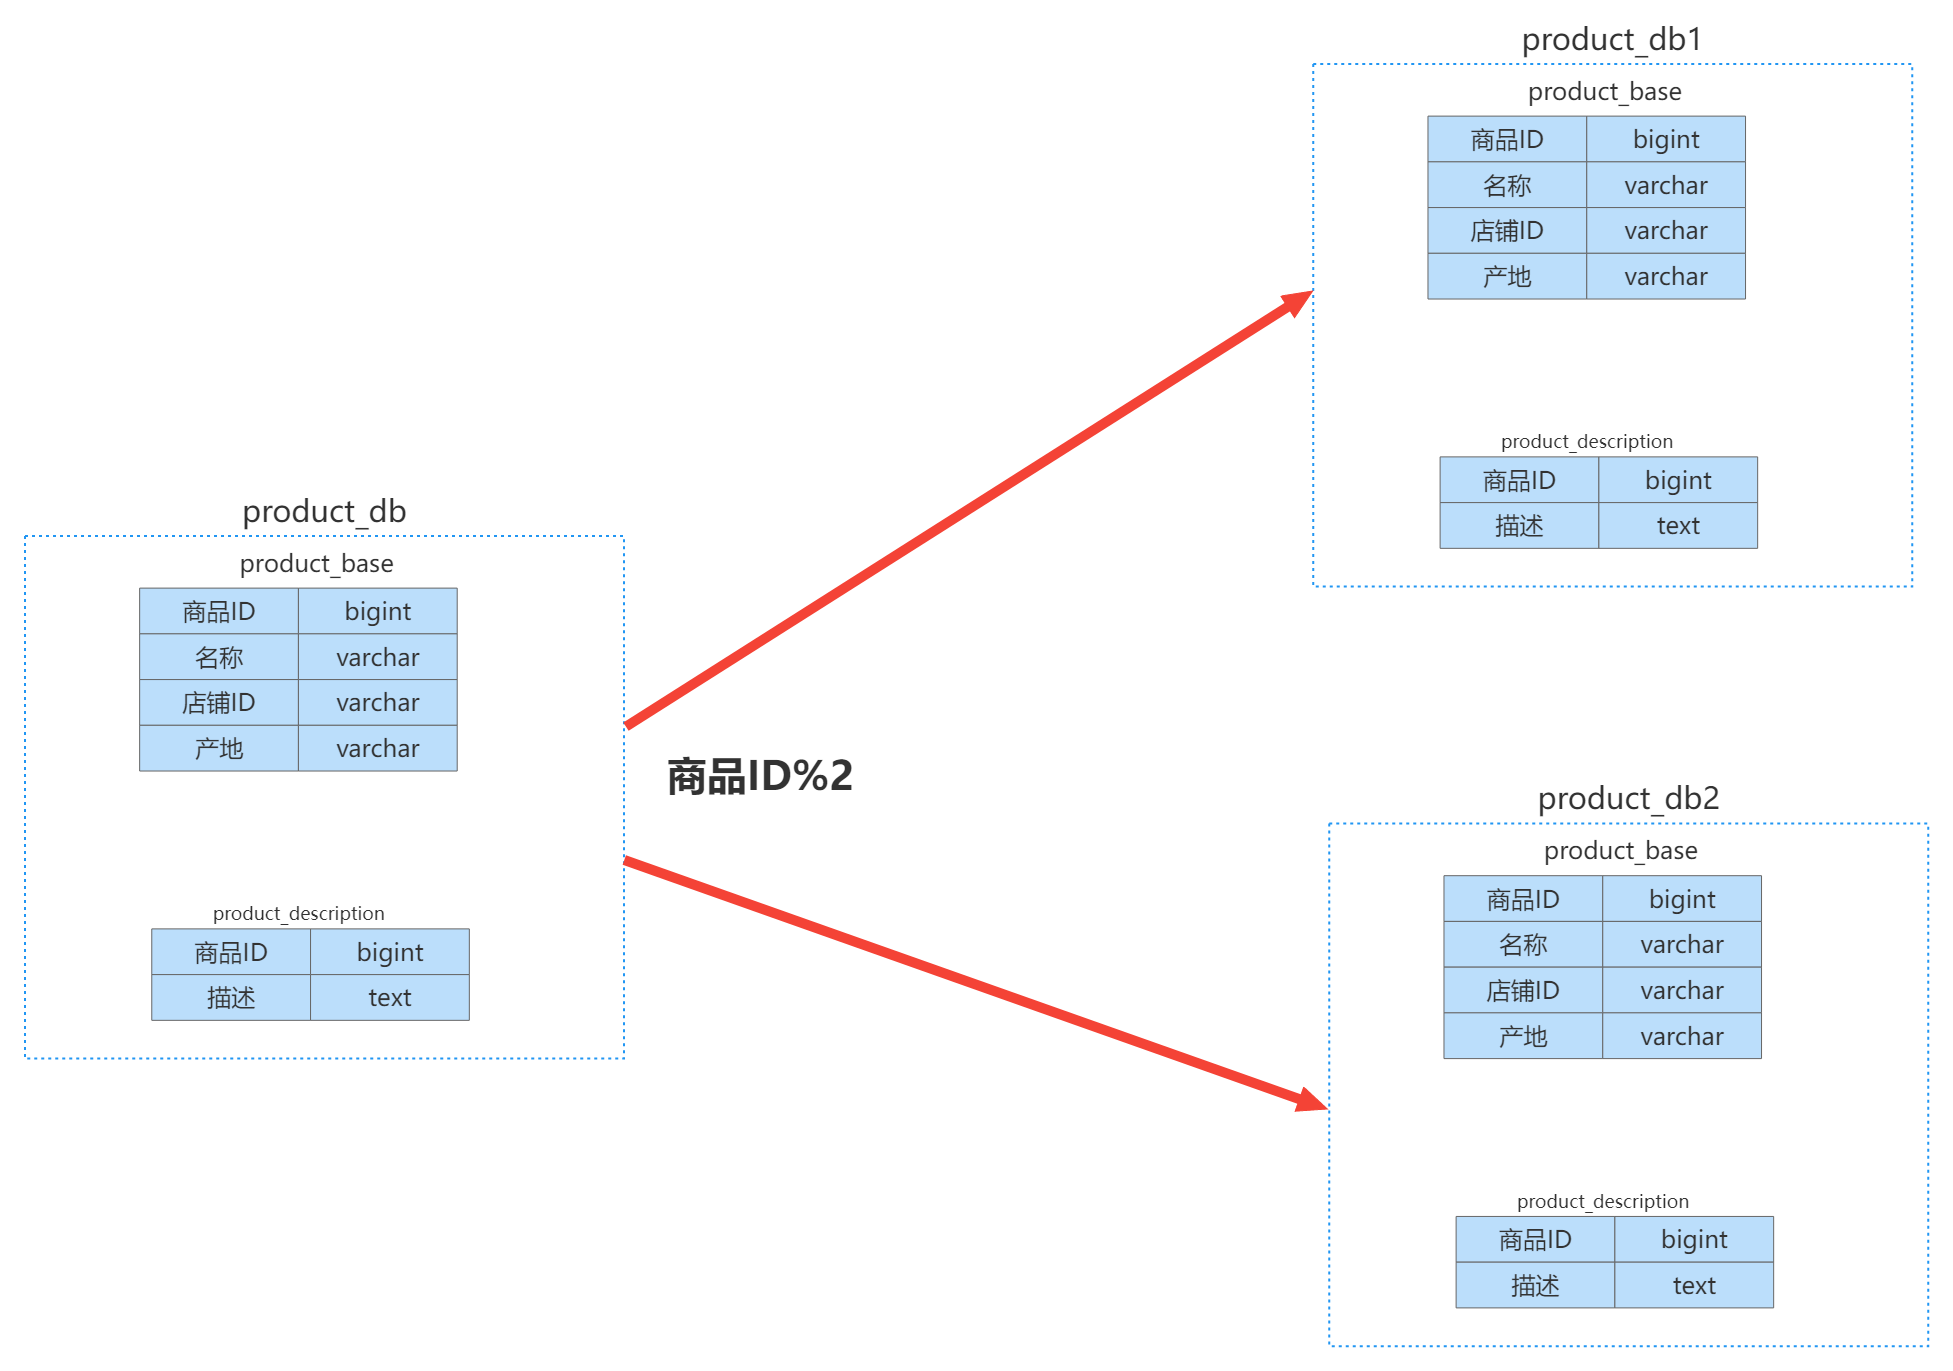 product_db
product_base
商品ID bigint
名称 varchar
店铺ID varchar
产地 varchar
product_description
商品ID bigint
描述 text
商品ID%2
product_db1
product_base
商品ID bigint
名称 varchar
店铺ID varchar
产地 varchar
product_description
商品ID bigint
描述 text
product_db2
product_base
商品ID bigint
名称 varchar
店铺ID varchar
产地 varchar
product_description
商品ID bigint
描述 text